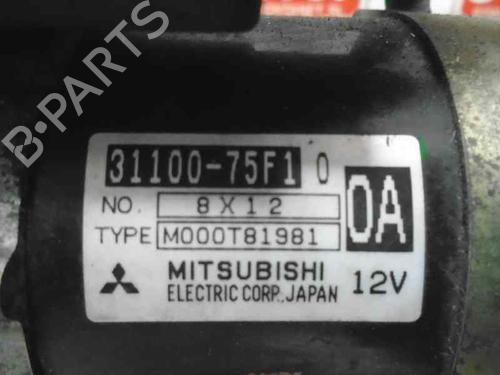 B-PARTS
31100-75F1 0
NO. 8X12
0A
TYPE M000T81981
MITSUBISHI
ELECTRIC CORP., JAPAN
12V